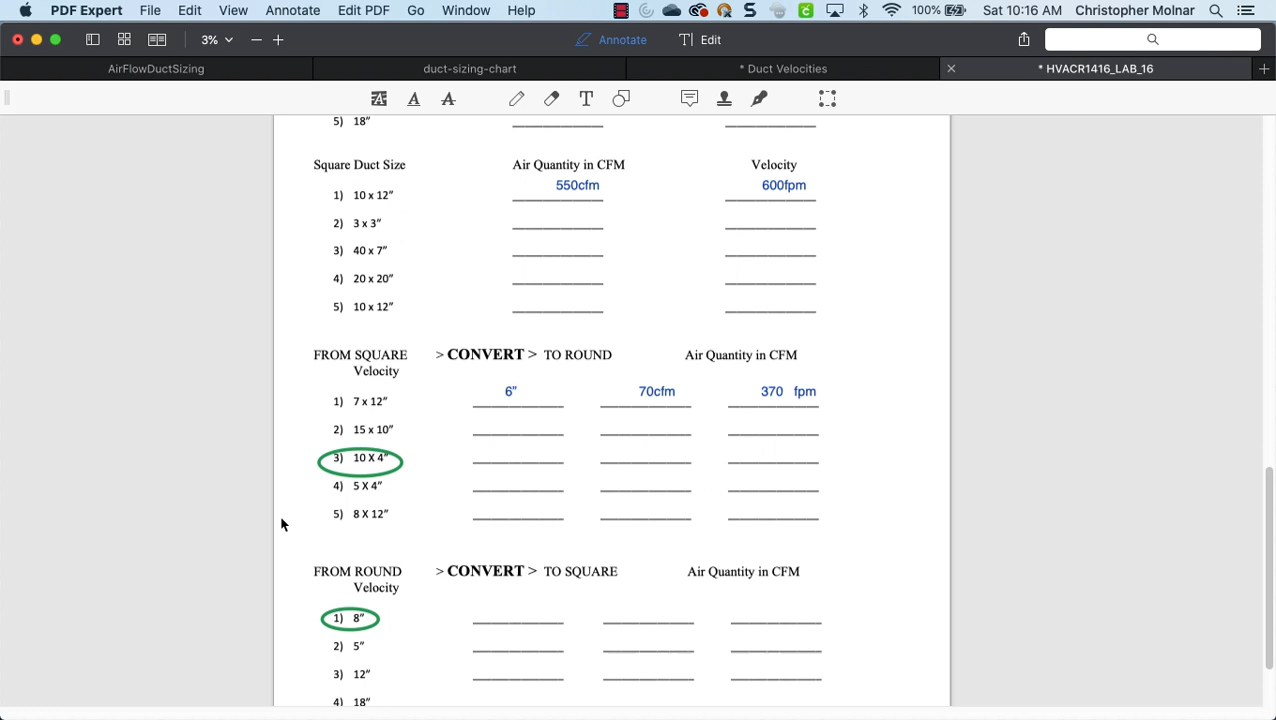 PDF Expert File Edit View Annotate Edit PDF Go Window Help 100% Sat 10:16 AM Christopher Molnar
3% Annotate Edit
AirFlowDuctSizing duct-sizing-chart * Duct Velocities * HVACR1416_LAB_16
5) 18"
Square Duct Size Air Quantity in CFM Velocity
1) 10 x 12" 550cfm 600fpm
2) 3 x 3"
3) 40 x 7"
4) 20 x 20"
5) 10 x 12"
FROM SQUARE > CONVERT > TO ROUND Air Quantity in CFM
Velocity
1) 7 x 12" 6" 70cfm 370 fpm
2) 15 x 10"
3) 10 X 4"
4) 5 X 4"
5) 8 X 12"
FROM ROUND > CONVERT > TO SQUARE Air Quantity in CFM
Velocity
1) 8"
2) 5"
3) 12"
4) 18"